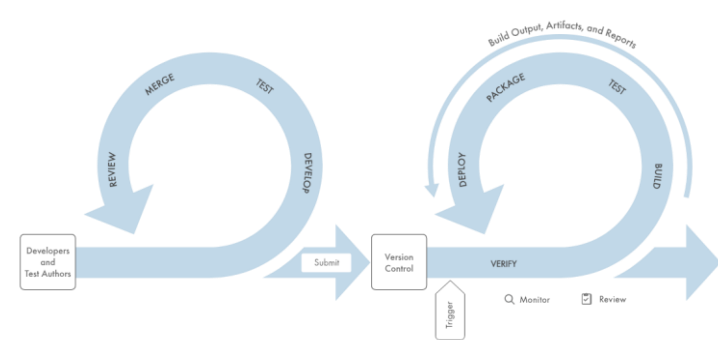 Build Output, Artifacts, and Reports
MERGE
TEST
REVIEW
DEVELOP
Developers
and
Test Authors
Submit
PACKAGE
TEST
DEPLOY
BUILD
Version
Control
VERIFY
Trigger
Monitor
Review